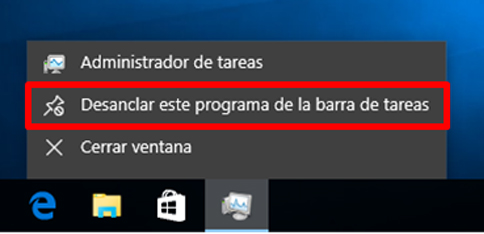 Administrador de tareas
Desanclar este programa de la barra de tareas
Cerrar ventana